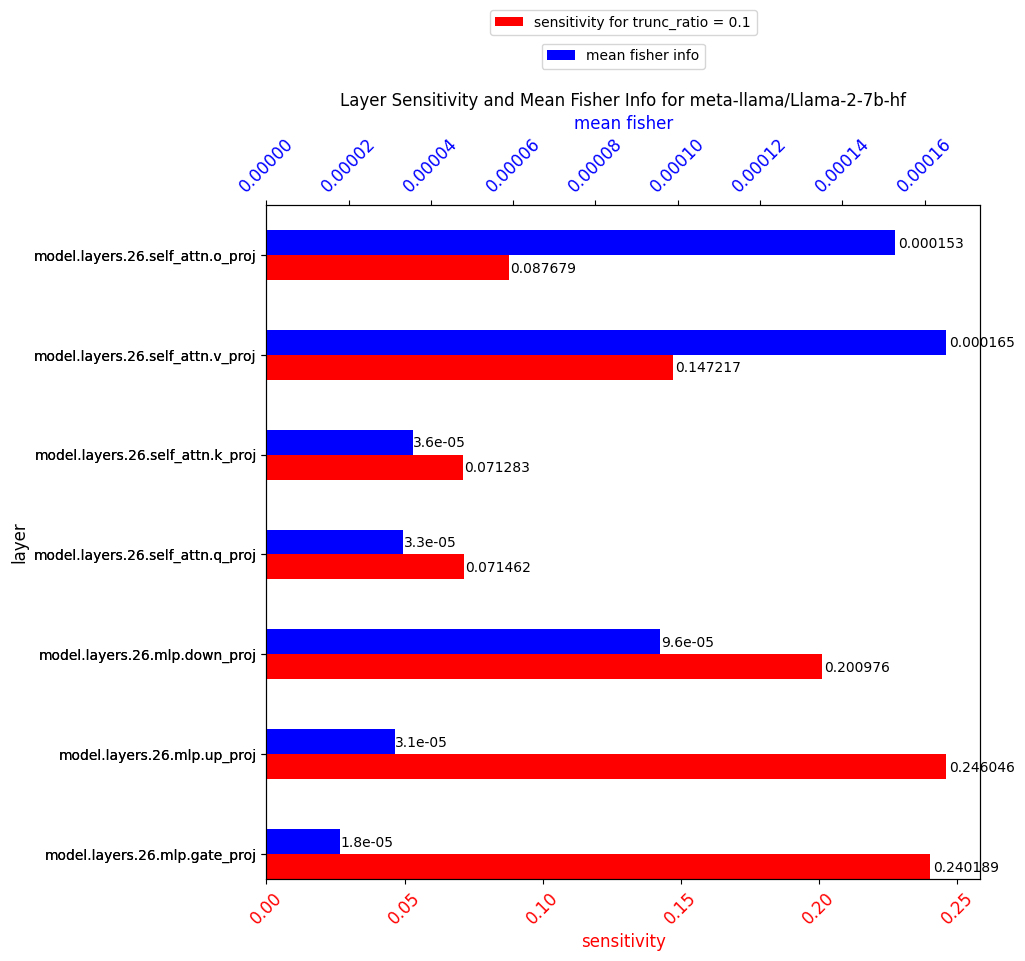 sensitivity for trunc_ratio = 0.1
mean fisher info
Layer Sensitivity and Mean Fisher Info for meta-llama/Llama-2-7b-hf
mean fisher
0.00000 0.00002 0.00004 0.00006 0.00008 0.00010 0.00012 0.00014 0.00016
model.layers.26.self_attn.o_proj
0.000153
0.087679
model.layers.26.self_attn.v_proj
0.000165
0.147217
model.layers.26.self_attn.k_proj
3.6e-05
0.071283
layer
model.layers.26.self_attn.q_proj
3.3e-05
0.071462
model.layers.26.mlp.down_proj
9.6e-05
0.200976
model.layers.26.mlp.up_proj
3.1e-05
0.246046
model.layers.26.mlp.gate_proj
1.8e-05
0.240189
0.00 0.05 0.10 0.15 0.20 0.25
sensitivity